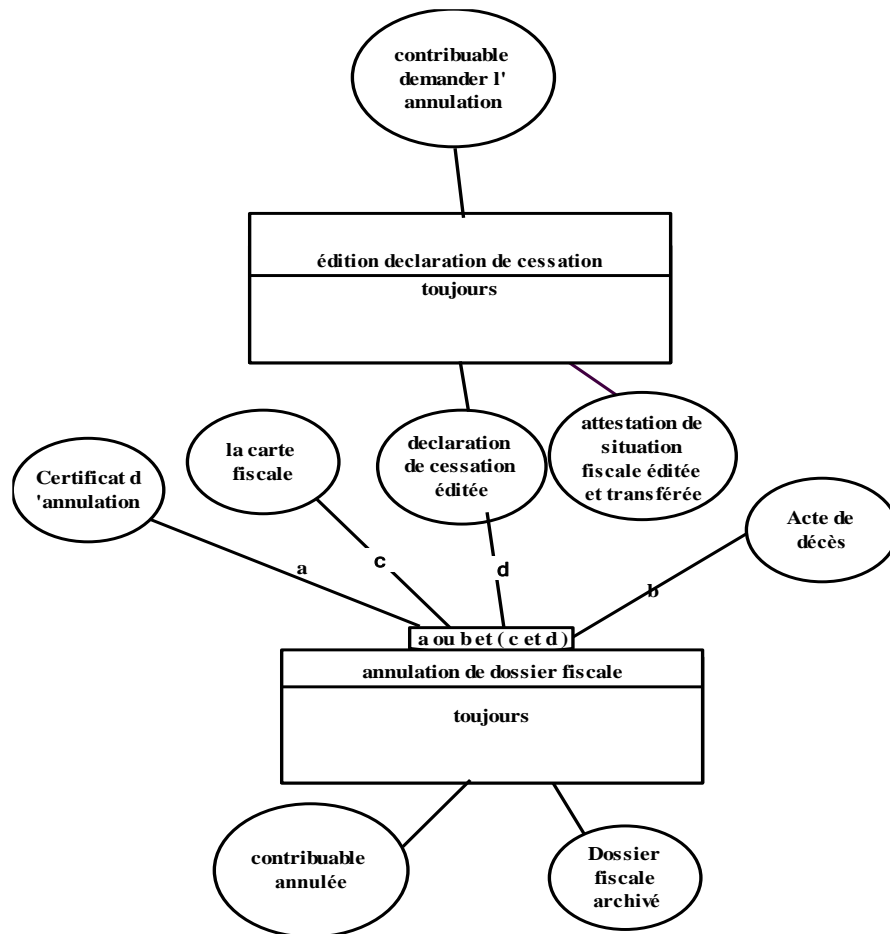 contribuable
demander l'
annulation
édition declaration de cessation
toujours
Certificat d
'annulation
la carte
fiscale
declaration
de cessation
éditée
attestation de
situation
fiscale éditée
et transférée
Acte de
décès
a
c
d
b
a ou b et ( c et d )
annulation de dossier fiscale
toujours
contribuable
annulée
Dossier
fiscale
archivé